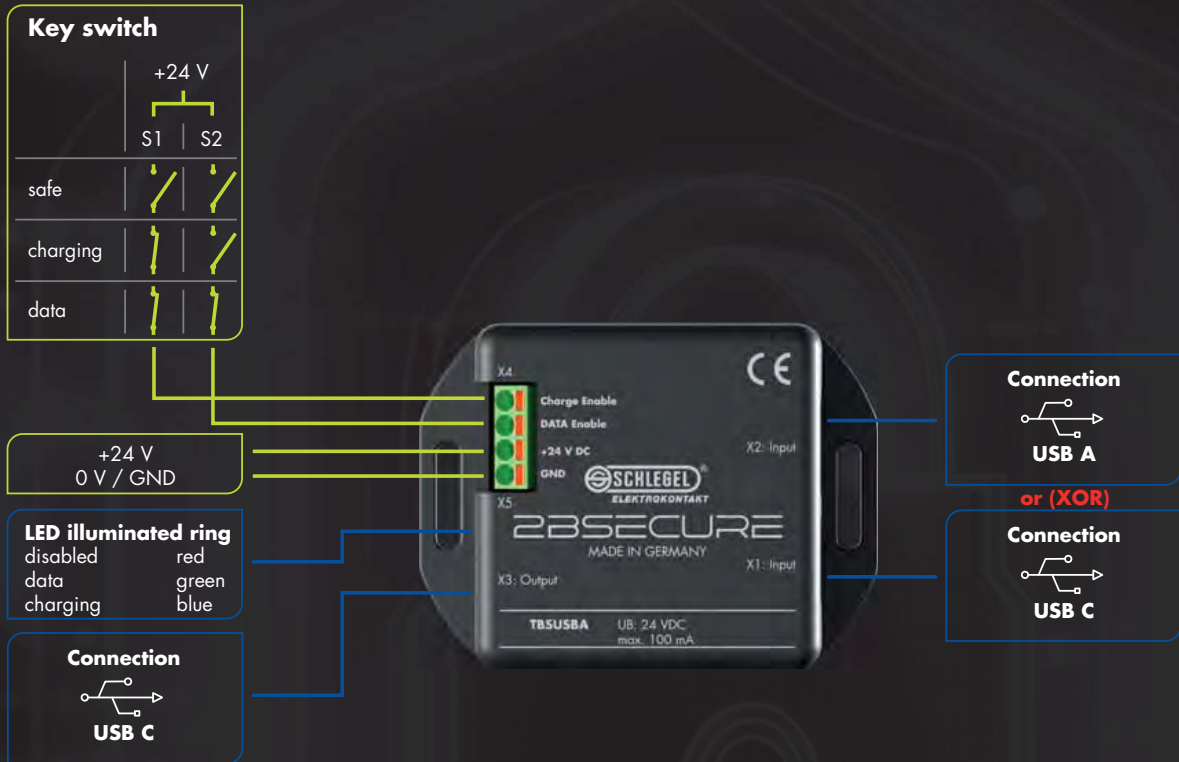 Key switch
+24 V
S1 S2
safe
charging
data
+24 V
0 V / GND
LED illuminated ring
disabled red
data green
charging blue
Connection
USB C
X4
Charge Enable
DATA Enable
+24 V DC
GND
X5
CE
X2: Input
SCHLEGEL®
ELEKTROKONTAKT
2BSECURE
MADE IN GERMANY
X1: Input
X3: Output
TBSUSBA UB: 24 VDC
max. 100 mA
Connection
USB A
or (XOR)
Connection
USB C